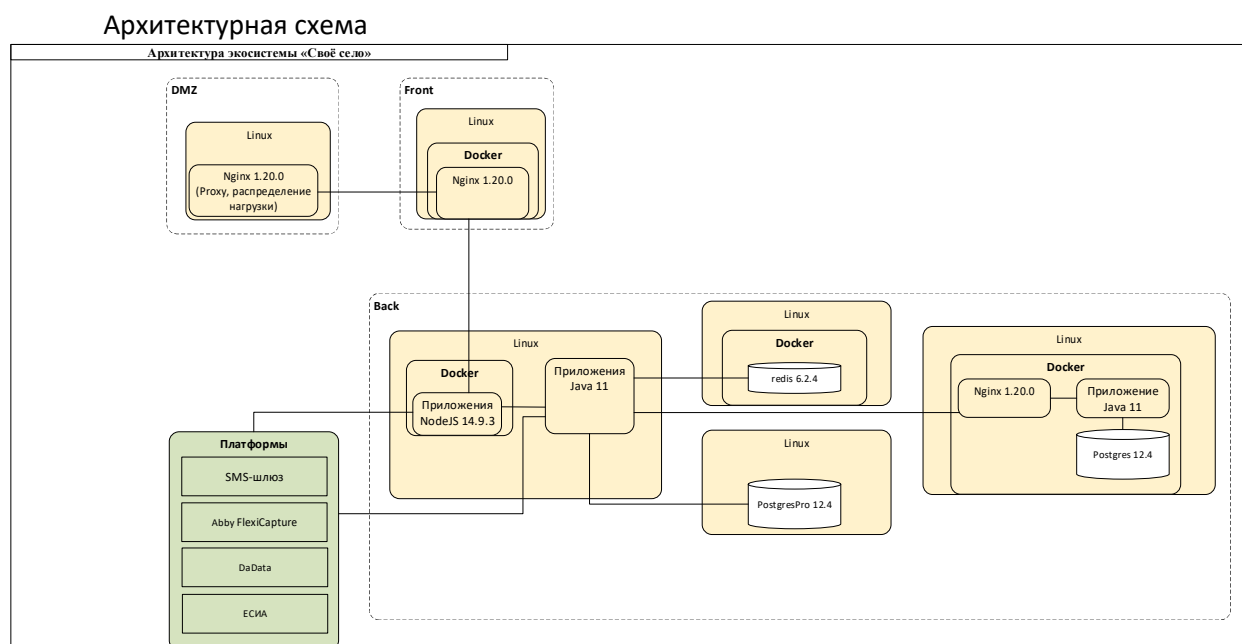 Архитектурная схема
Архитектура экосистемы «Своё село»
DMZ
Linux
Nginx 1.20.0
(Proxy, распределение
нагрузки)
Front
Linux
Docker
Nginx 1.20.0
Back
Linux
Docker
Приложения
NodeJS 14.9.3
Приложения
Java 11
Linux
Docker
redis 6.2.4
Linux
PostgresPro 12.4
Linux
Docker
Nginx 1.20.0
Приложение
Java 11
Postgres 12.4
Платформы
SMS-шлюз
Abby FlexiCapture
DaData
ЕСИА